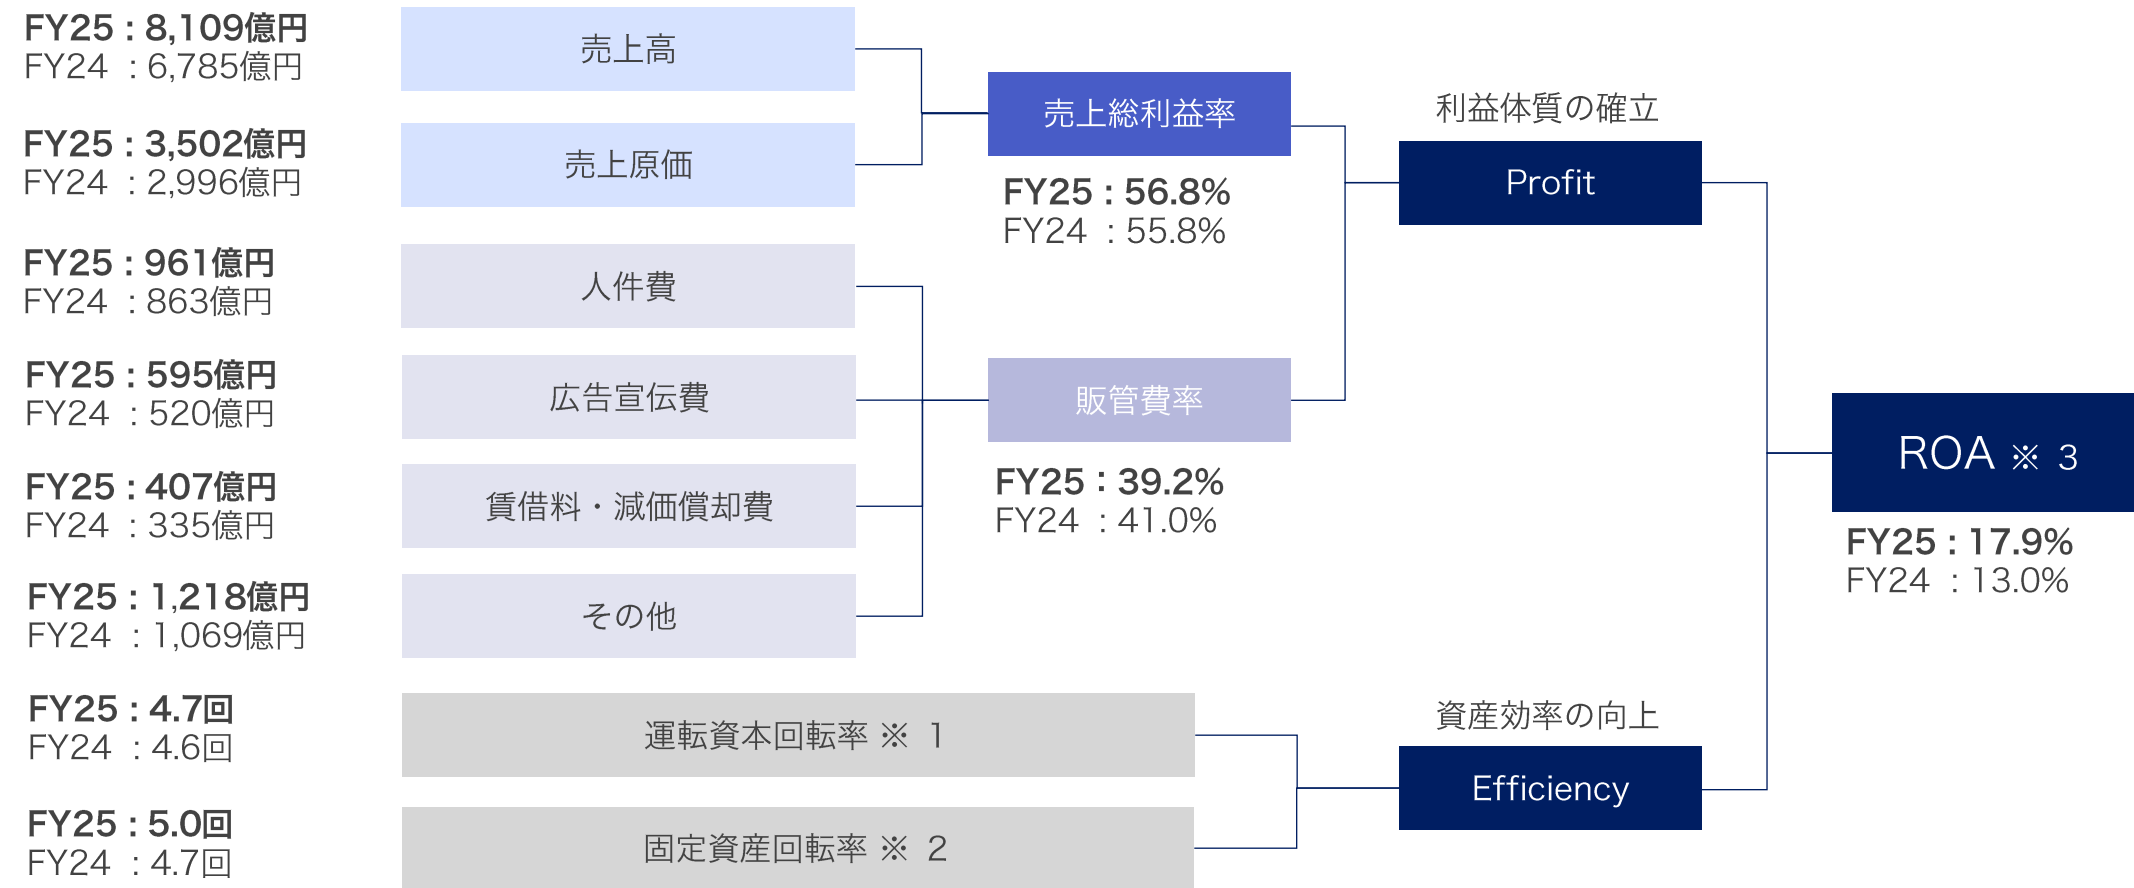 FY25 : 8,109億円
FY24 : 6,785億円
売上高
FY25 : 3,502億円
FY24 : 2,996億円
売上原価
売上総利益率
FY25 : 56.8%
FY24 : 55.8%
利益体質の確立
Profit
FY25 : 961億円
FY24 : 863億円
人件費
FY25 : 595億円
FY24 : 520億円
広告宣伝費
販管費率
FY25 : 39.2%
FY24 : 41.0%
FY25 : 407億円
FY24 : 335億円
賃借料・減価償却費
FY25 : 1,218億円
FY24 : 1,069億円
その他
ROA ※ 3
FY25 : 17.9%
FY24 : 13.0%
FY25 : 4.7回
FY24 : 4.6回
運転資本回転率 ※ 1
資産効率の向上
Efficiency
FY25 : 5.0回
FY24 : 4.7回
固定資産回転率 ※ 2